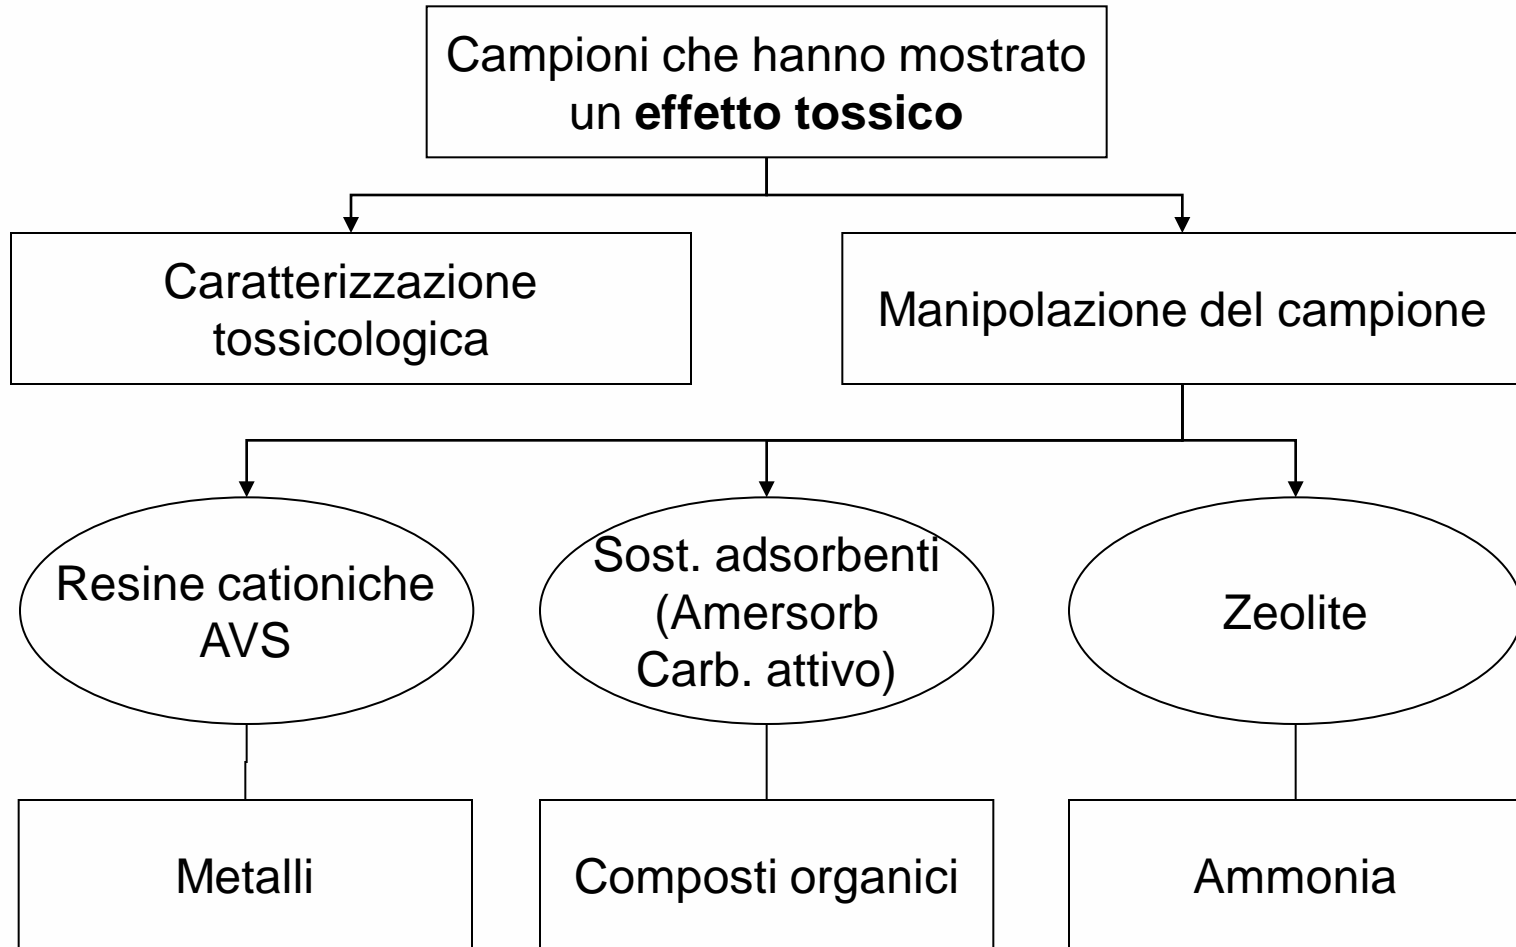 Campioni che hanno mostrato
un effetto tossico
Caratterizzazione
tossicologica
Manipolazione del campione
Resine cationiche
AVS
Sost. adsorbenti
(Amersorb
Carb. attivo)
Zeolite
Metalli
Composti organici
Ammonia